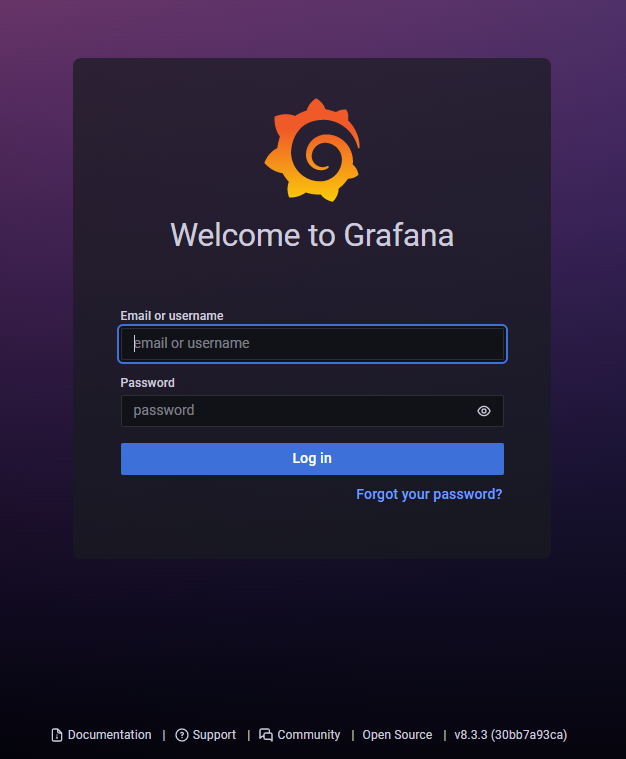 Welcome to Grafana
Email or username
email or username
Password
password
Log in
Forgot your password?
Documentation | Support | Community | Open Source | v8.3.3 (30bb7a93ca)